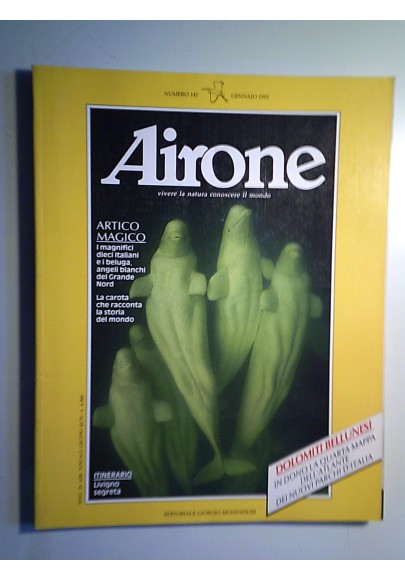 NUMERO 141 GENNAIO 1993
Airone
vivere la natura conoscere il mondo
ARTICO
MAGICO
I magnifici
dieci italiani
e i beluga,
angeli bianchi
del Grande
Nord
La carota
che racconta
la storia
del mondo
ITINERARIO
Livigno
segreta
DOLOMITI BELLUNESI
IN DONO LA QUARTA MAPPA
DELL'ATLANTE
DEI NUOVI PARCHI D'ITALIA
EDITORIALE GIORGIO MONDADORI